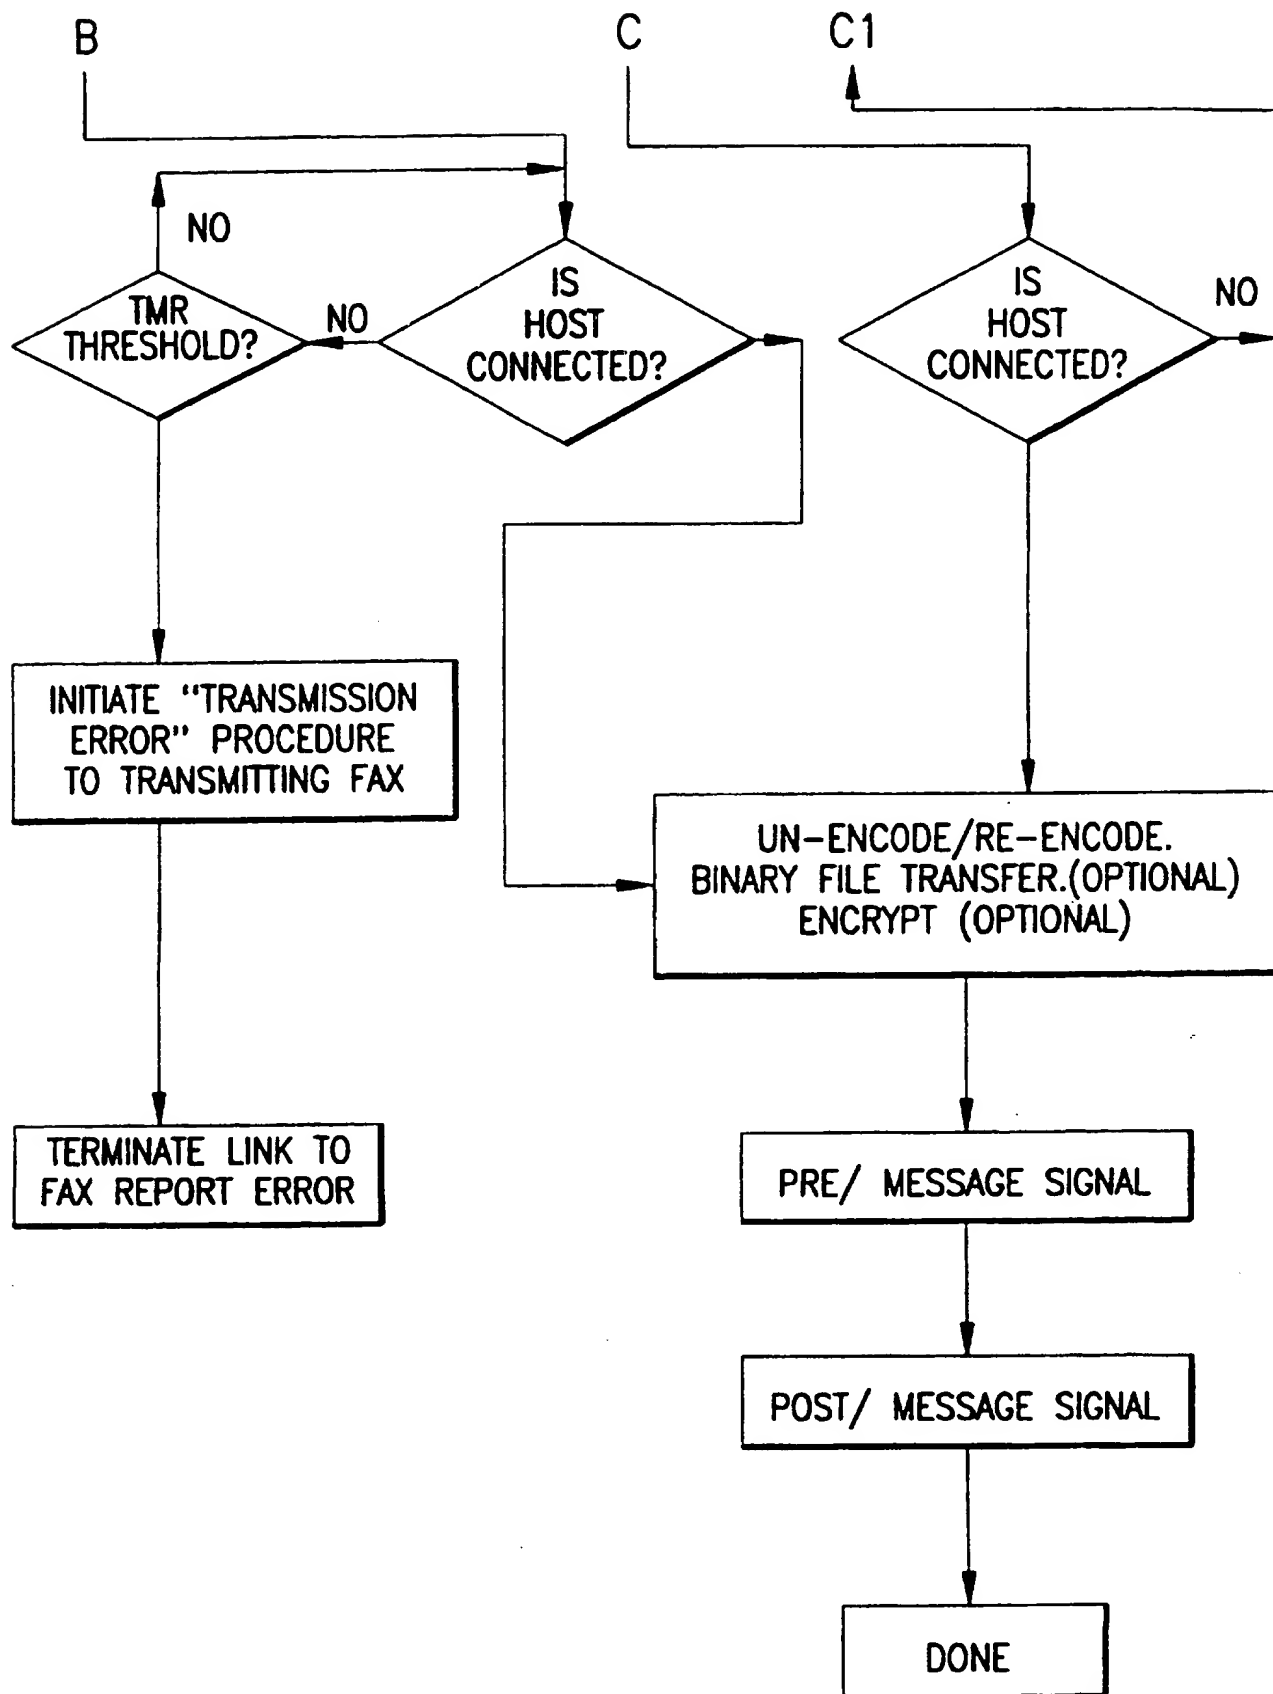 B
C
C1
NO
TMR
THRESHOLD?
NO
IS
HOST
CONNECTED?
IS
HOST
CONNECTED?
NO
INITIATE "TRANSMISSION
ERROR" PROCEDURE
TO TRANSMITTING FAX
UN-ENCODE/RE-ENCODE.
BINARY FILE TRANSFER.(OPTIONAL)
ENCRYPT (OPTIONAL)
TERMINATE LINK TO
FAX REPORT ERROR
PRE/ MESSAGE SIGNAL
POST/ MESSAGE SIGNAL
DONE